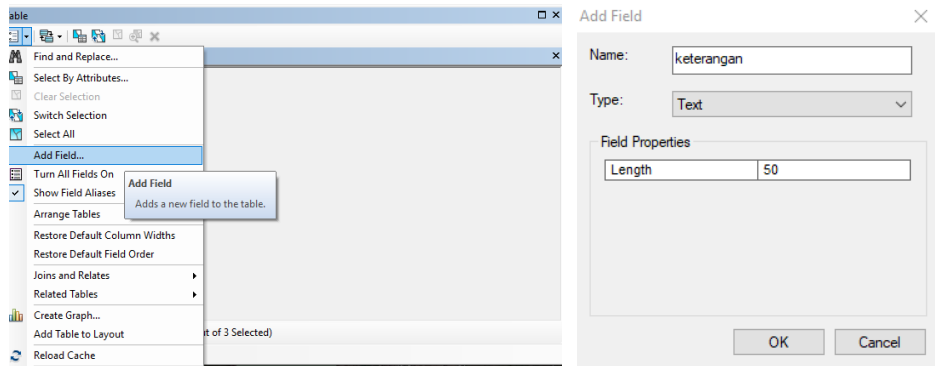 able
Find and Replace...
Select By Attributes...
Clear Selection
Switch Selection
Select All
Add Field...
Turn All Fields On
Show Field Aliases
Arrange Tables
Restore Default Column Widths
Restore Default Field Order
Joins and Relates
Related Tables
Create Graph...
Add Table to Layout
Reload Cache
Add Field
Adds a new field to the table.
t of 3 Selected)
Add Field
Name: keterangan
Type: Text
Field Properties
Length 50
OK Cancel